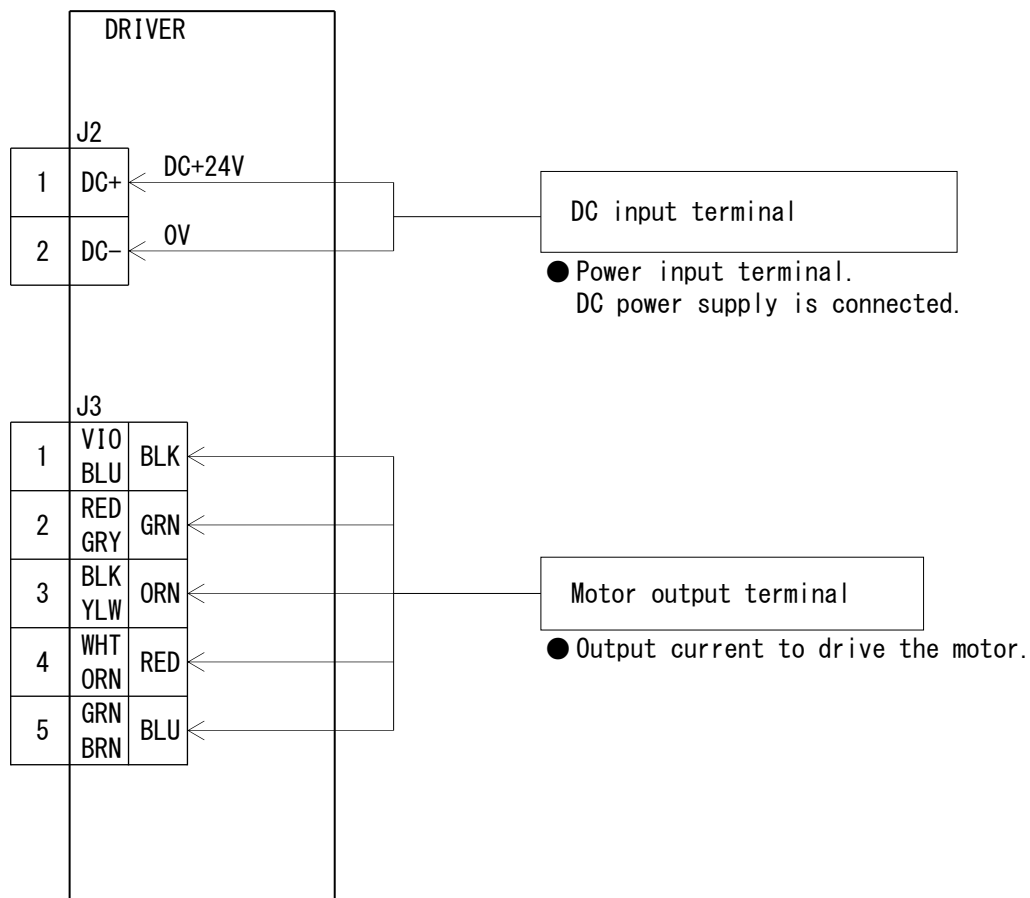 DRIVER
J2
1 DC+ DC+24V
2 DC- 0V
DC input terminal
● Power input terminal.
DC power supply is connected.
J3
1 VIO BLU BLK
2 RED GRY GRN
3 BLK YLW ORN
4 WHT ORN RED
5 GRN BRN BLU
Motor output terminal
● Output current to drive the motor.